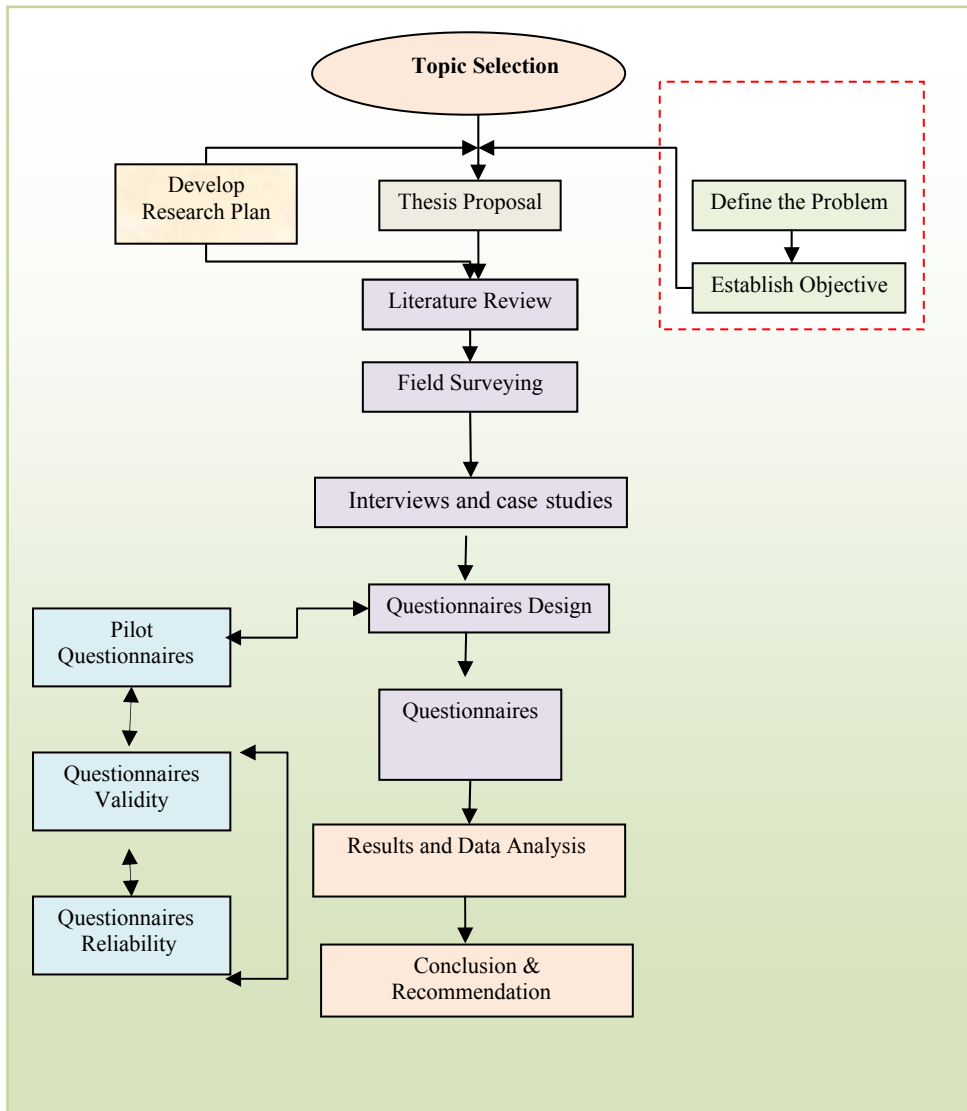 Topic Selection
Develop
Research Plan
Thesis Proposal
Define the Problem
Establish Objective
Literature Review
Field Surveying
Interviews and case studies
Questionnaires Design
Pilot
Questionnaires
Questionnaires
Questionnaires
Validity
Results and Data Analysis
Questionnaires
Reliability
Conclusion &
Recommendation